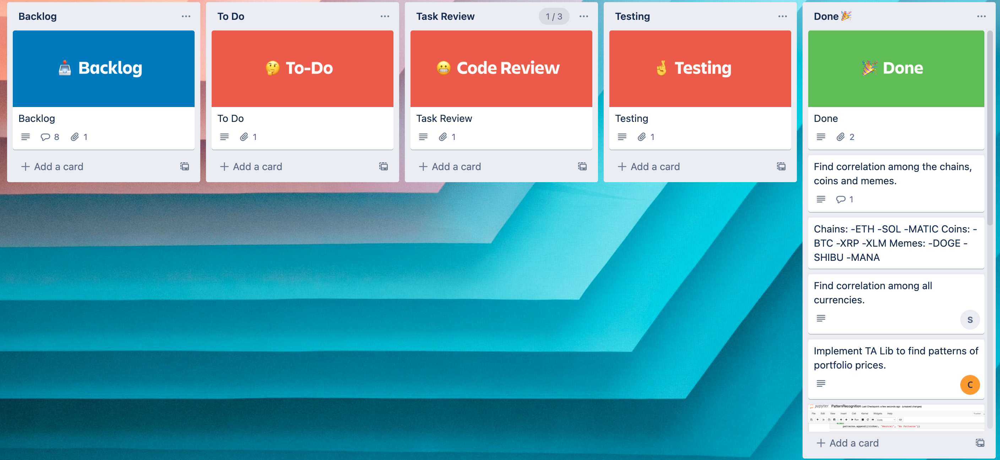 Backlog
Backlog
Backlog
8 1
Add a card
To Do
To-Do
To Do
1
Add a card
Task Review 1 / 3
Code Review
Task Review
1
Add a card
Testing
Testing
Testing
1
Add a card
Done
Done
Done
2
Find correlation among the chains,
coins and memes.
1
Chains: -ETH -SOL -MATIC Coins: -
BTC -XRP -XLM Memes: -DOGE -
SHIBU -MANA
Find correlation among all
currencies.
S
Implement TA Lib to find patterns of
portfolio prices.
C
jupyter PatternRecognition Last Checkpoint: a few seconds ago (unsaved changes)
File Edit View Insert Cell Kernel Widgets Help Trusted
Run Code
else:
patterns.append([ticker, "Neutral", "No Patterns"])
Add a card